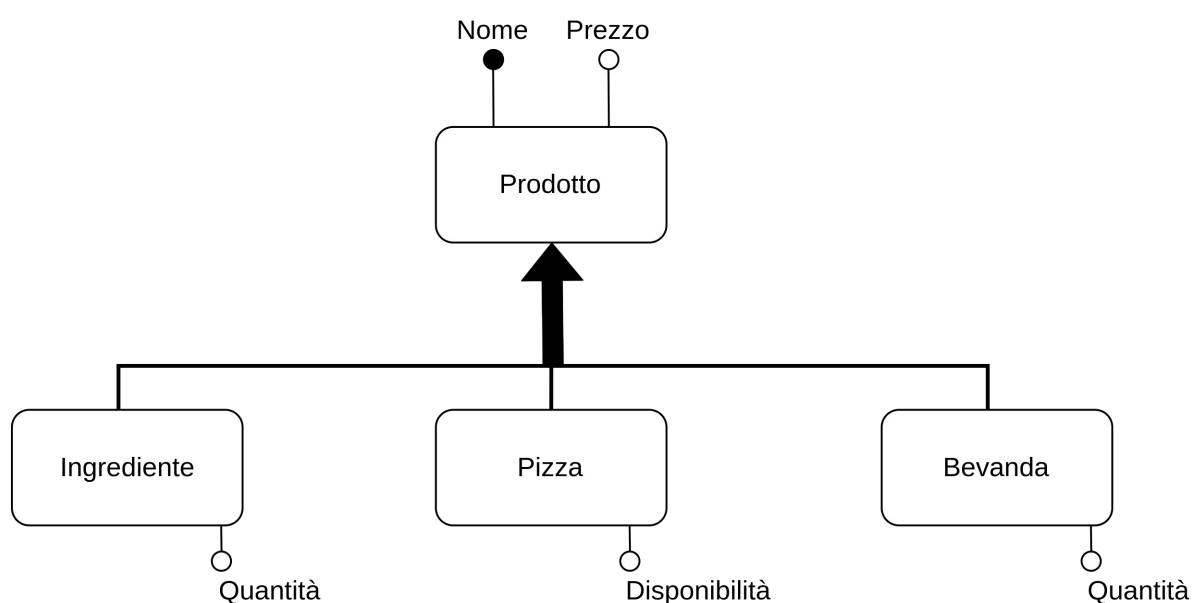 Nome Prezzo
Prodotto
Ingrediente Pizza Bevanda
Quantità Disponibilità Quantità